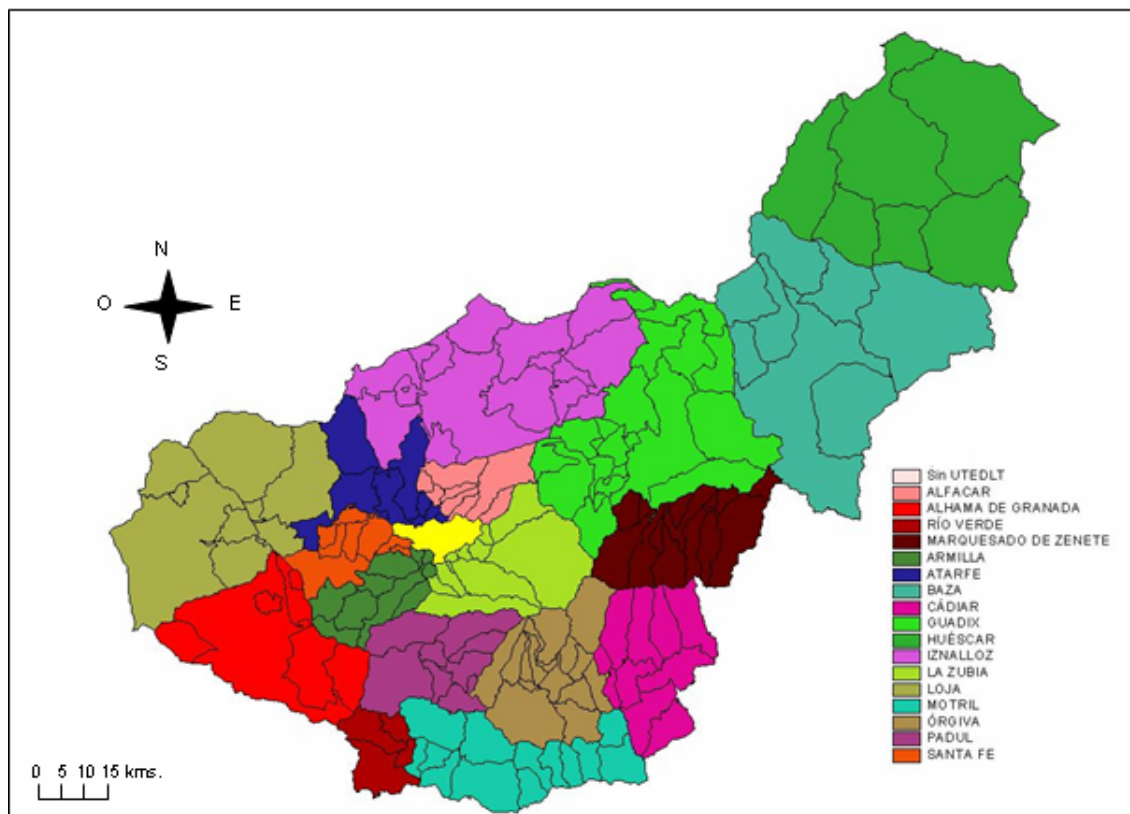 N
O E
S
Sin UTEDLT
ALFACAR
ALHAMA DE GRANADA
RÍO VERDE
MARQUESADO DE ZENETE
ARMILLA
ATARFE
BAZA
CÁDIAR
GUADIX
HUÉSCAR
IZNALLOZ
LA ZUBIA
LOJA
MOTRIL
ÓRGIVA
PADUL
SANTA FE
0 5 10 15 kms.